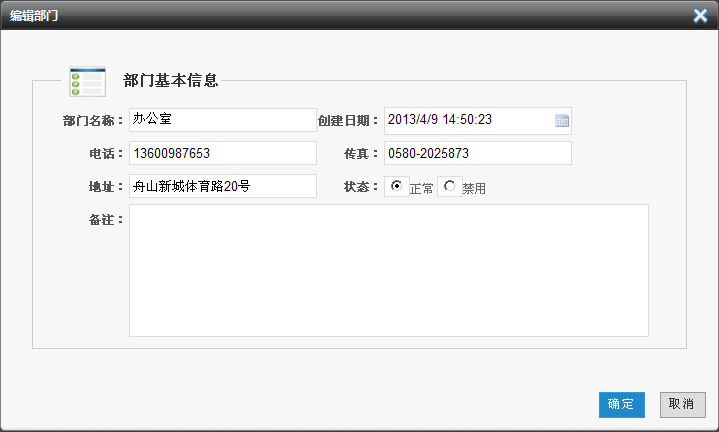 编辑部门
部门基本信息
部门名称： 办公室 创建日期： 2013/4/9 14:50:23
电话： 13600987653 传真： 0580-2025873
地址： 舟山新城体育路20号 状态： 正常 禁用
备注：
确定 取消